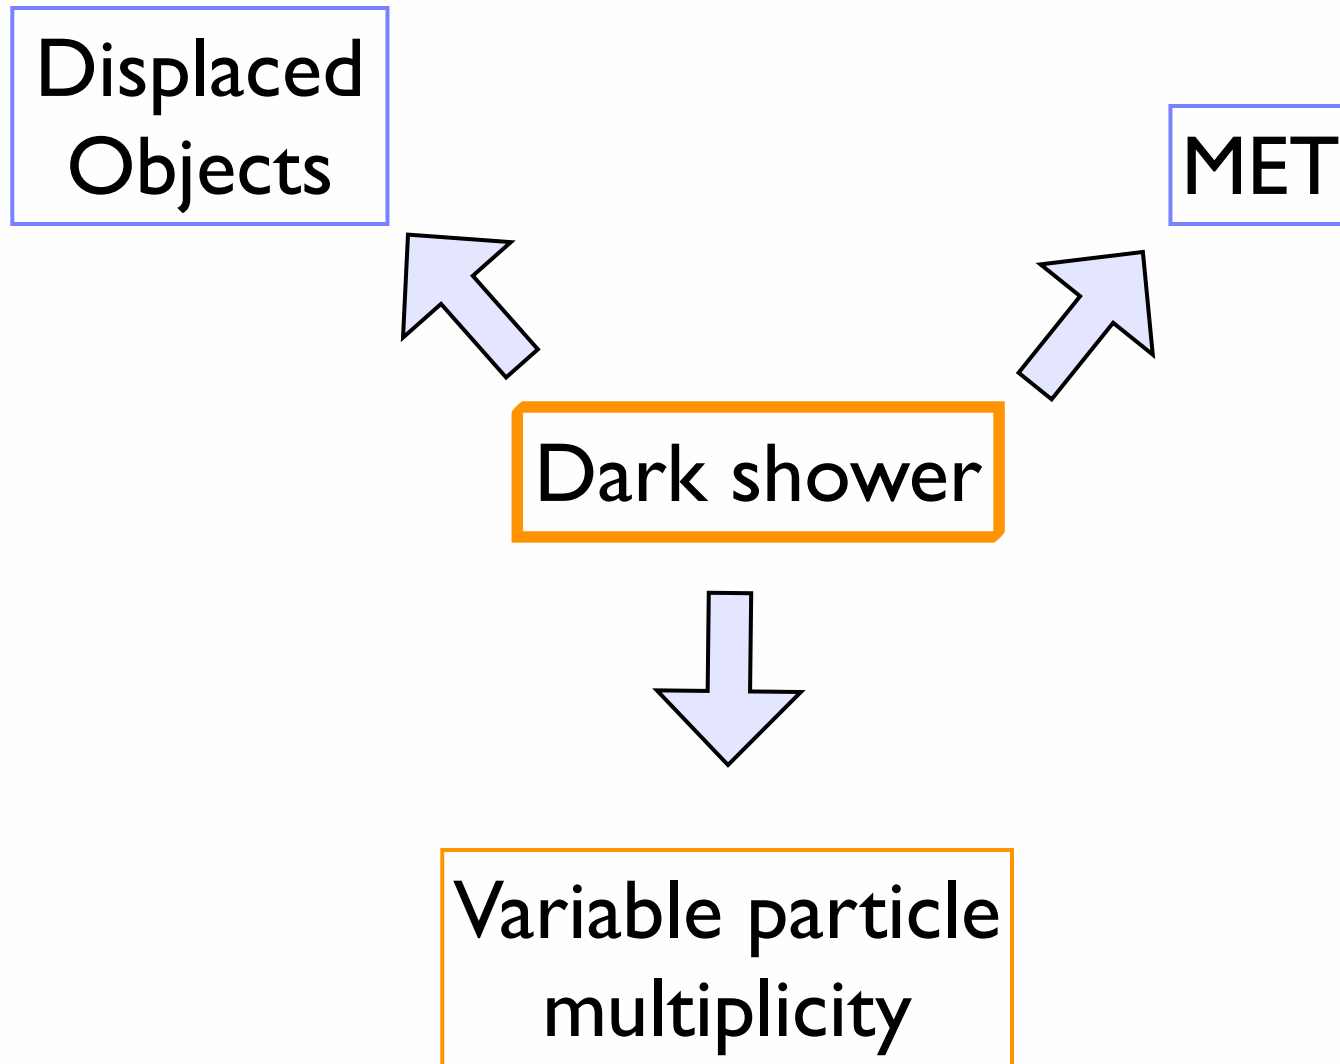 Displaced
Objects
MET
Dark shower
Variable particle
multiplicity